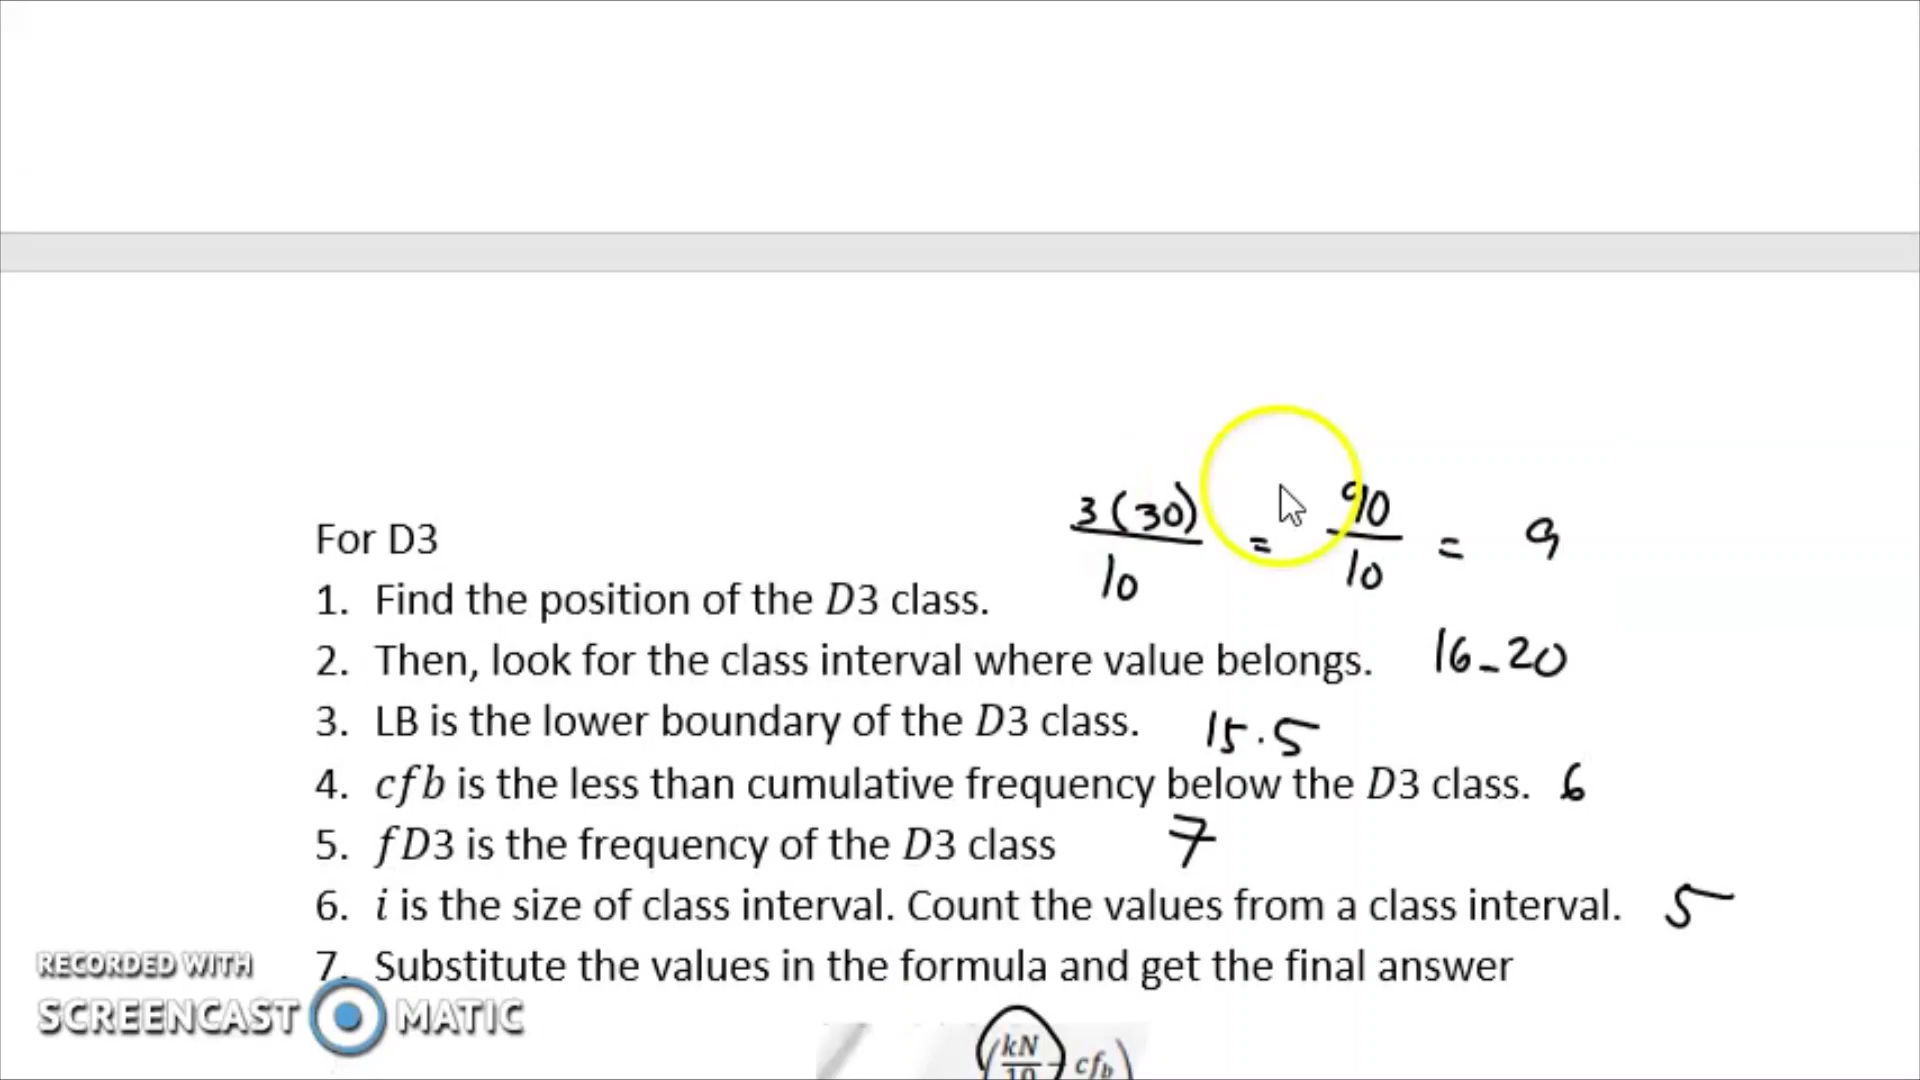 3(30)/10 = 90/10 = 9
For D3
1. Find the position of the D3 class.
2. Then, look for the class interval where value belongs. 16-20
3. LB is the lower boundary of the D3 class. 15.5
4. cfb is the less than cumulative frequency below the D3 class. 6
5. fD3 is the frequency of the D3 class 7
6. i is the size of class interval. Count the values from a class interval. 5
7. Substitute the values in the formula and get the final answer
RECORDED WITH
SCREENCAST MATIC
(kN/10 - cfb)